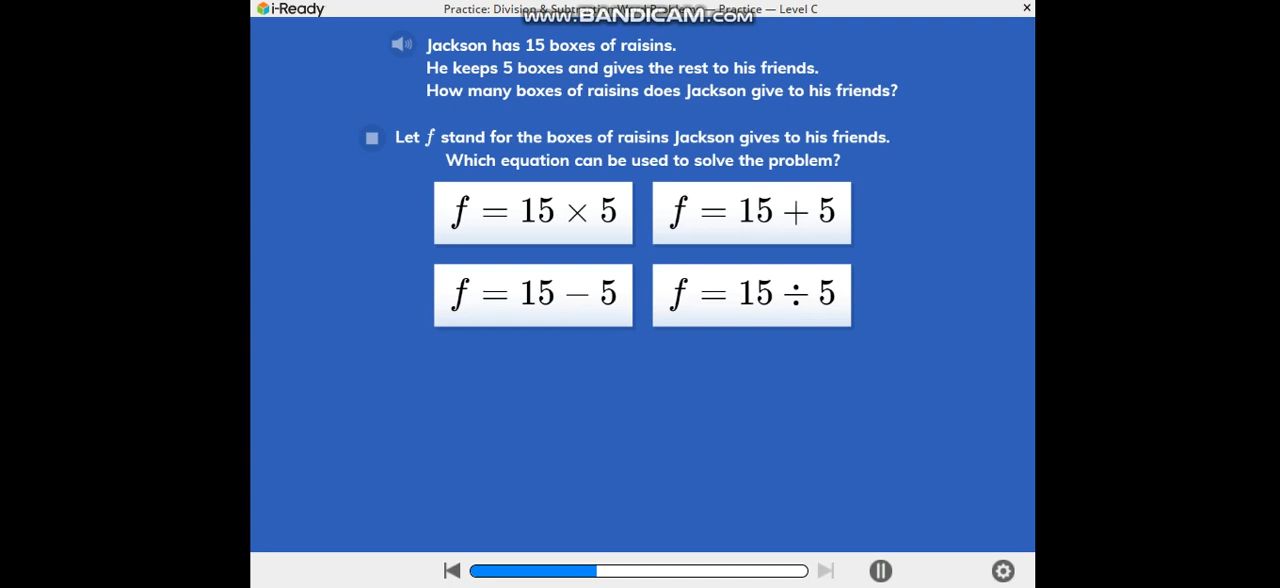 i-Ready
Practice: Division & Subtraction Word Problems — Practice — Level C
www.BANDICAM.com
Jackson has 15 boxes of raisins.
He keeps 5 boxes and gives the rest to his friends.
How many boxes of raisins does Jackson give to his friends?
Let f stand for the boxes of raisins Jackson gives to his friends.
Which equation can be used to solve the problem?
f = 15 × 5
f = 15 + 5
f = 15 − 5
f = 15 ÷ 5